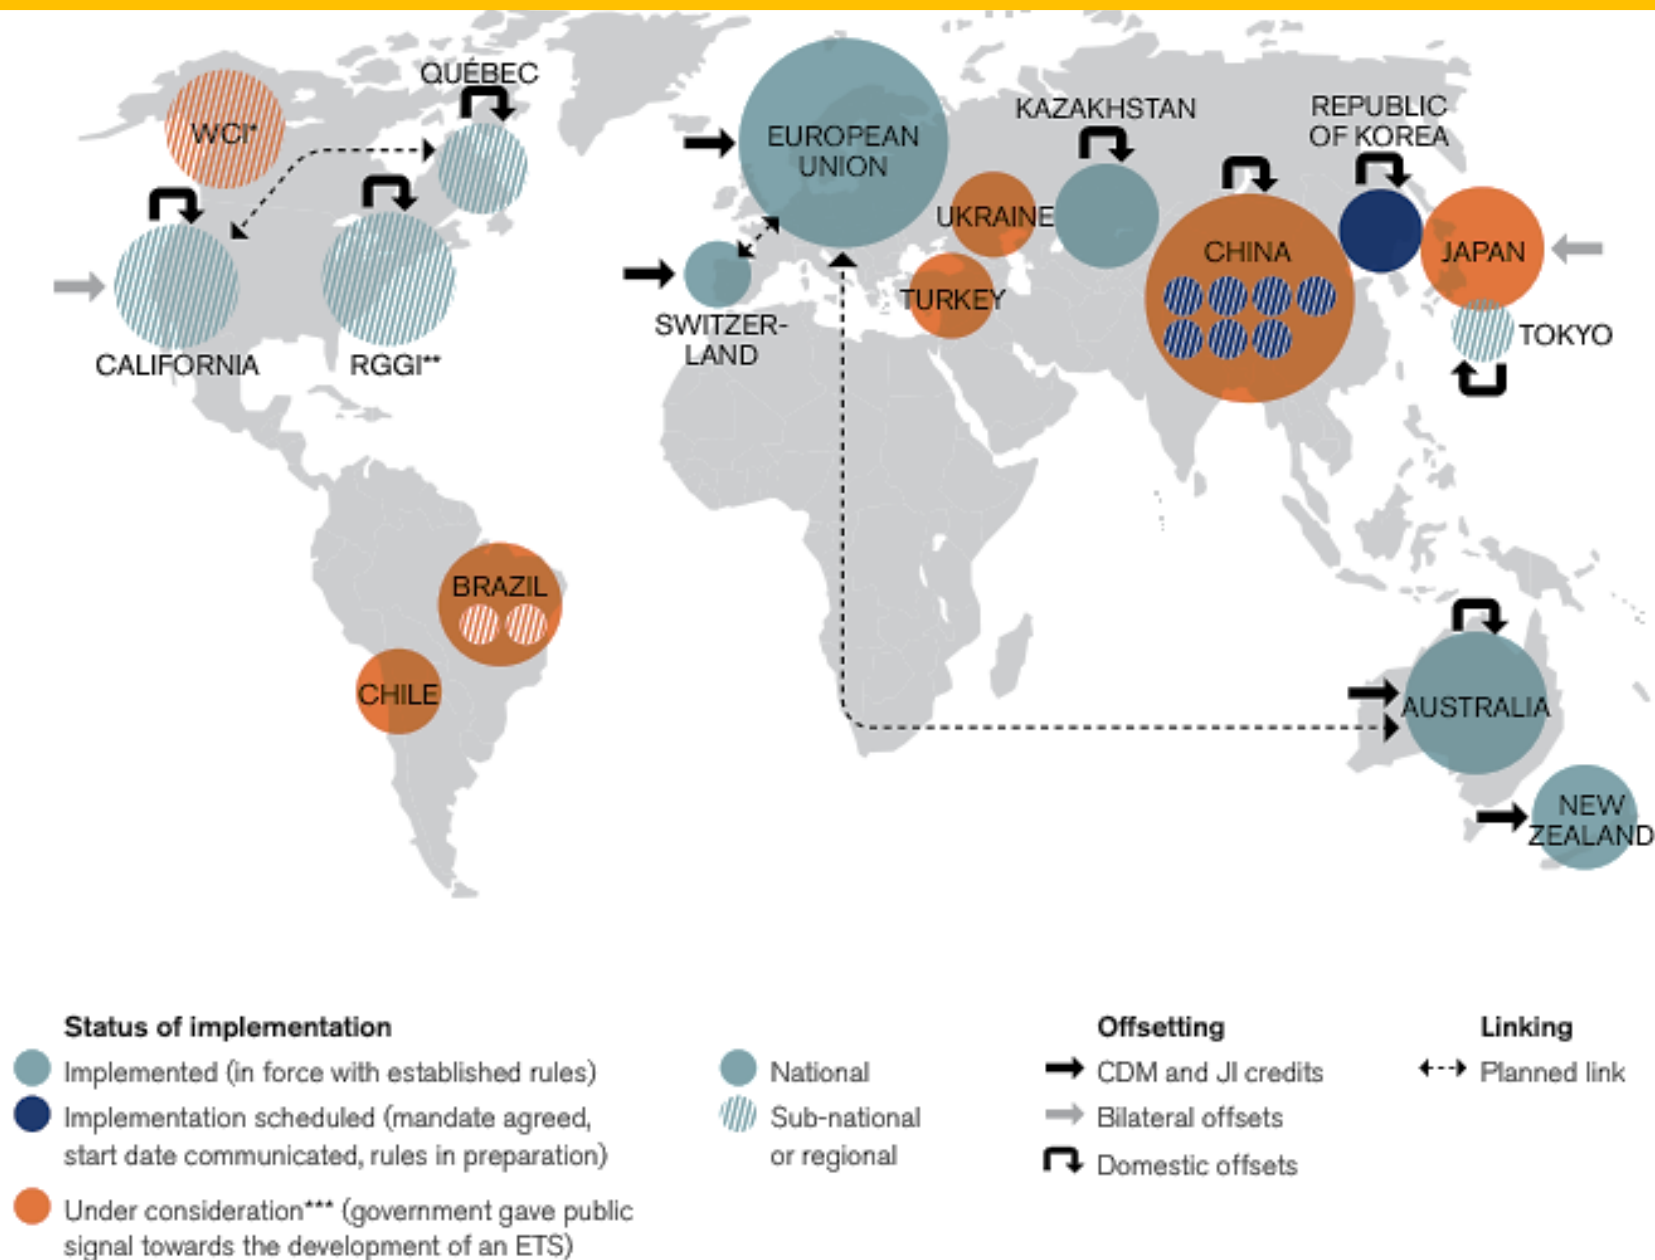 QUÉBEC
WCI*
CALIFORNIA
RGGI**
EUROPEAN
UNION
SWITZER-
LAND
UKRAINE
TURKEY
KAZAKHSTAN
CHINA
REPUBLIC
OF KOREA
JAPAN
TOKYO
BRAZIL
CHILE
AUSTRALIA
NEW
ZEALAND
Status of implementation
Implemented (in force with established rules)
Implementation scheduled (mandate agreed,
start date communicated, rules in preparation)
Under consideration*** (government gave public
signal towards the development of an ETS)
National
Sub-national
or regional
Offsetting
CDM and JI credits
Bilateral offsets
Domestic offsets
Linking
Planned link